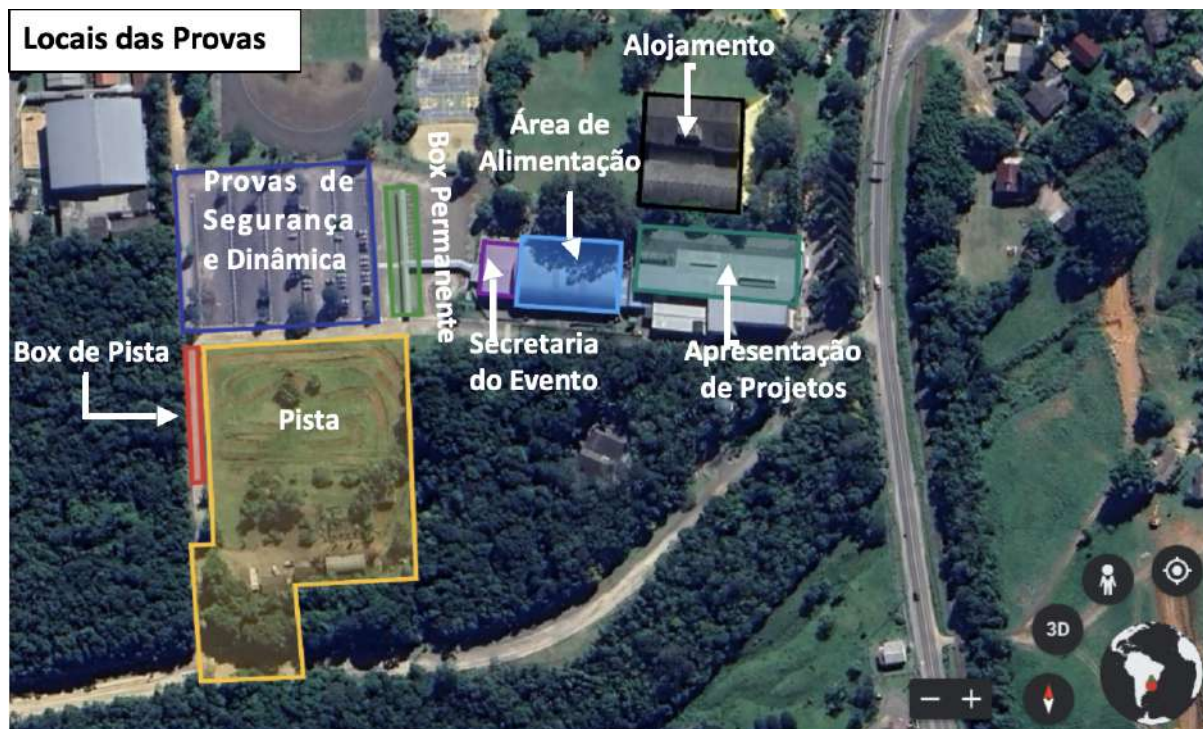 Locais das Provas
Alojamento
Área de
Alimentação
Box Permanente
Provas de
Segurança
e Dinâmica
Box de Pista
Secretaria
do Evento
Apresentação
de Projetos
Pista
3D